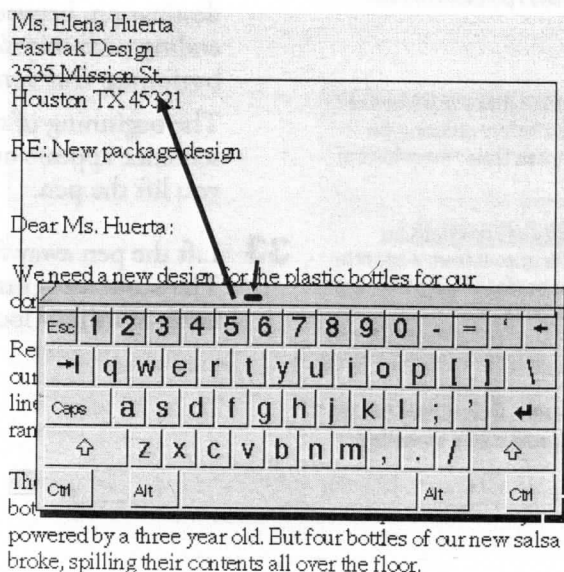 Ms. Elena Huerta
FastPak Design
3535 Mission St.
Houston TX 45321
RE: New package design
Dear Ms. Huerta:
We need a new design for the plastic bottles for our
Esc 1 2 3 4 5 6 7 8 9 0 - = ‘
q w e r t y u i o p [ ] \
Caps a s d f g h j k l ; ’
z x c v b n m , . /
Ctrl Alt Alt Ctrl
powered by a three year old. But four bottles of our new salsa
broke, spilling their contents all over the floor.